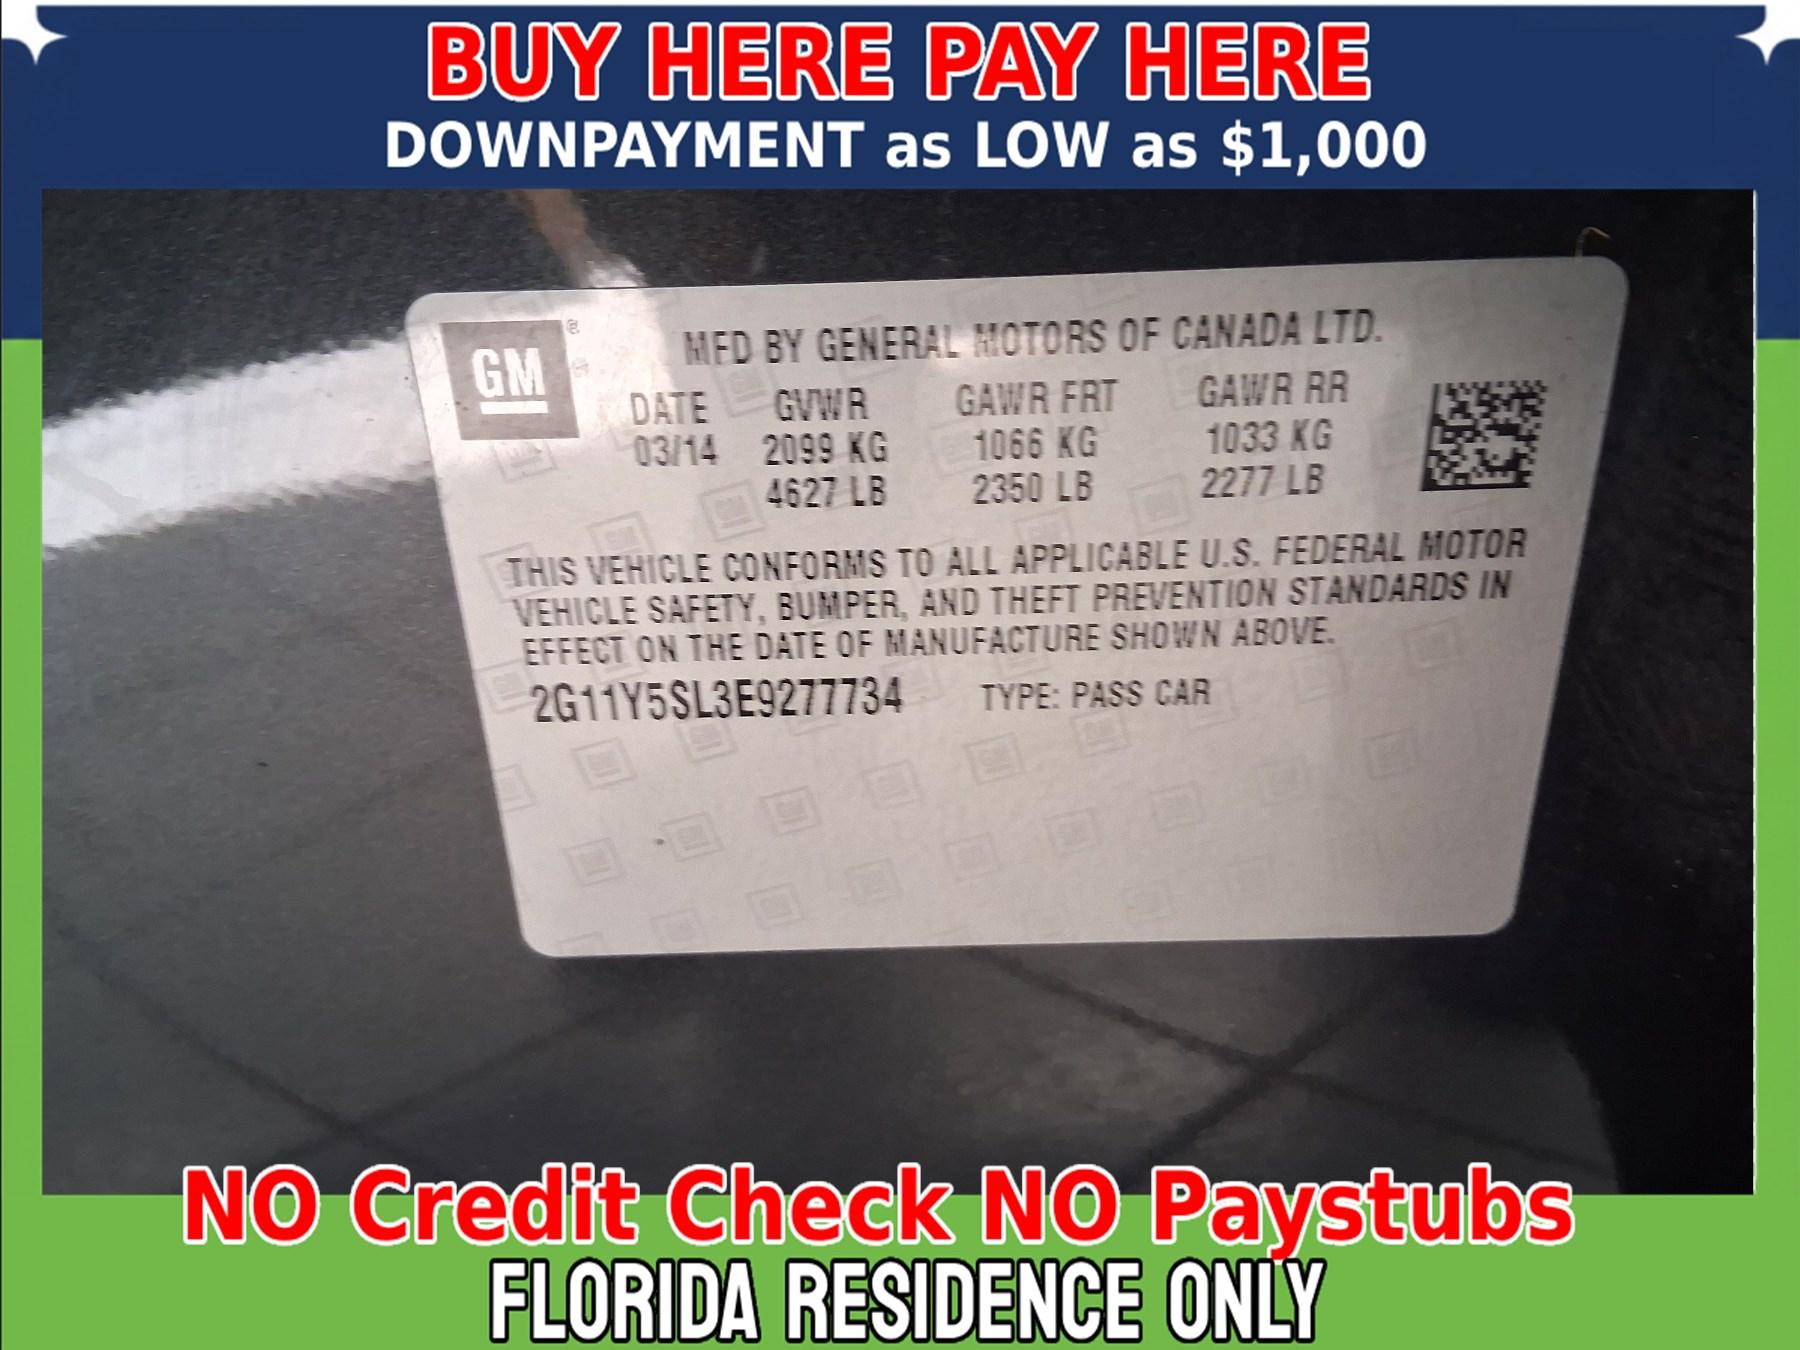 BUY HERE PAY HERE
DOWNPAYMENT as LOW as $1,000
GM
MFD BY GENERAL MOTORS OF CANADA LTD.
DATE GVWR GAWR FRT GAWR RR
03/14 2099 KG 1066 KG 1033 KG
4627 LB 2350 LB 2277 LB
THIS VEHICLE CONFORMS TO ALL APPLICABLE U.S. FEDERAL MOTOR
VEHICLE SAFETY, BUMPER, AND THEFT PREVENTION STANDARDS IN
EFFECT ON THE DATE OF MANUFACTURE SHOWN ABOVE.
2G11Y5SL3E9277734 TYPE: PASS CAR
NO Credit Check NO Paystubs
FLORIDA RESIDENCE ONLY